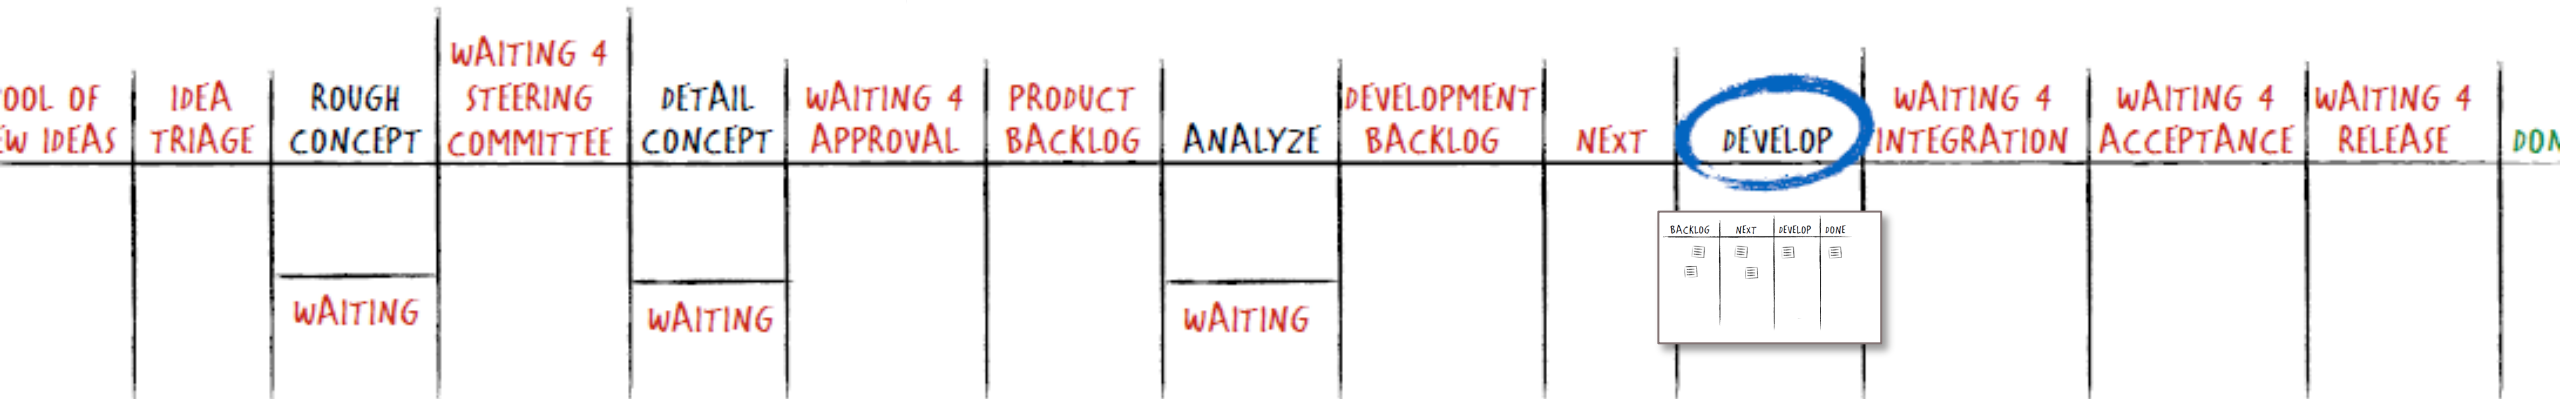 OOL OF
EW IDEAS
IDEA
TRIAGE
ROUGH
CONCEPT
WAITING
WAITING 4
STEERING
COMMITTEE
DETAIL
CONCEPT
WAITING
WAITING 4
APPROVAL
PRODUCT
BACKLOG
ANALYZE
WAITING
DEVELOPMENT
BACKLOG
NEXT
DEVELOP
BACKLOG NEXT DEVELOP DONE
WAITING 4
INTEGRATION
WAITING 4
ACCEPTANCE
WAITING 4
RELEASE
DON